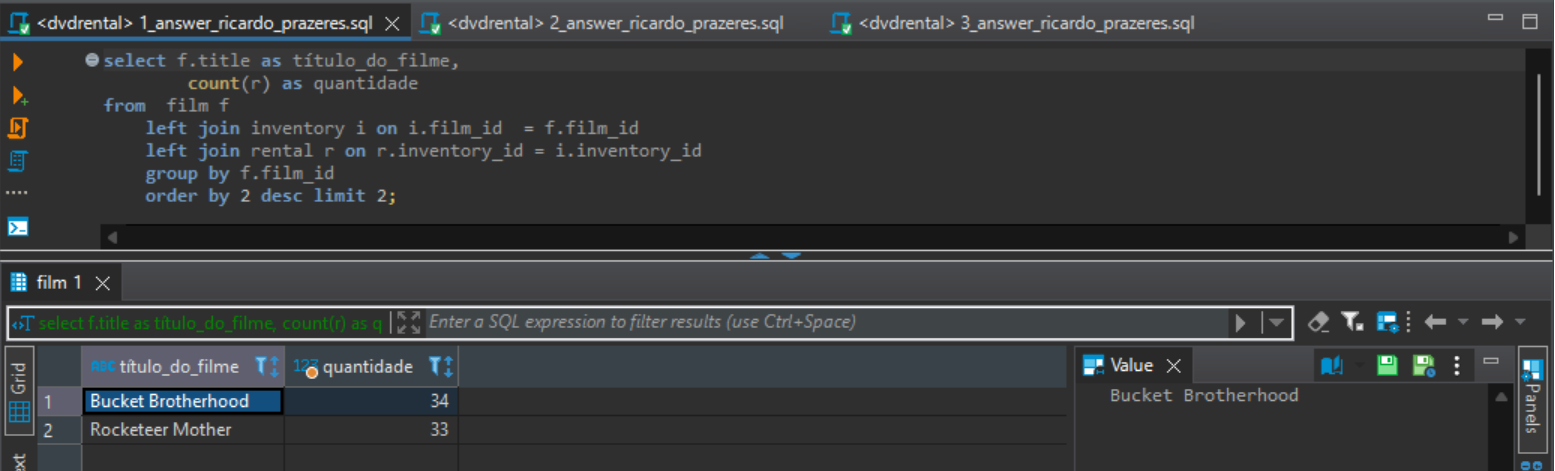 <dvdrental> 1_answer_ricardo_prazeres.sql <dvdrental> 2_answer_ricardo_prazeres.sql <dvdrental> 3_answer_ricardo_prazeres.sql
select f.title as título_do_filme,
count(r) as quantidade
from film f
left join inventory i on i.film_id = f.film_id
left join rental r on r.inventory_id = i.inventory_id
group by f.film_id
order by 2 desc limit 2;
film 1
select f.title as título_do_filme, count(r) as q Enter a SQL expression to filter results (use Ctrl+Space)
Grid
ABC título_do_filme 123 quantidade
1 Bucket Brotherhood 34
2 Rocketeer Mother 33
Value
Bucket Brotherhood
Panels